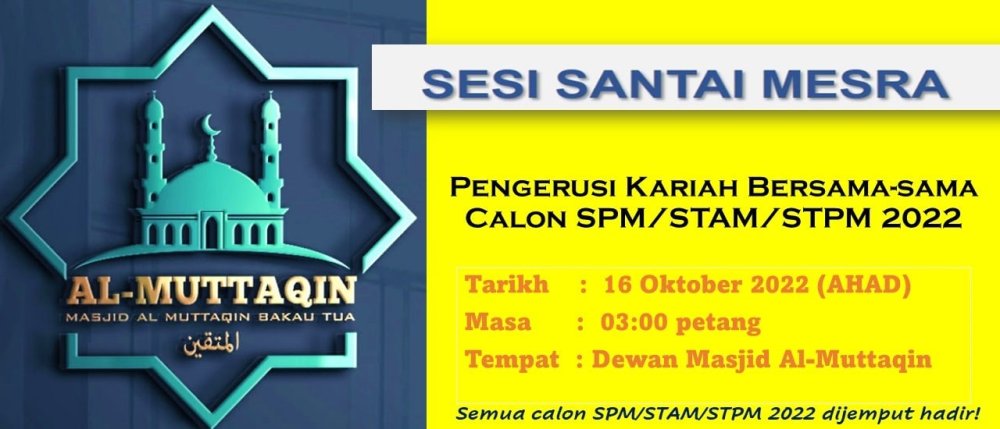 SESI SANTAI MESRA
PENGERUSI KARIAH BERSAMA-SAMA
CALON SPM/STAM/STPM 2022
Tarikh : 16 Oktober 2022 (AHAD)
Masa : 03:00 petang
Tempat : Dewan Masjid Al-Muttaqin
Semua calon SPM/STAM/STPM 2022 dijemput hadir!
AL-MUTTAQIN
MASJID AL MUTTAQIN BAKAU TUA
المتقين